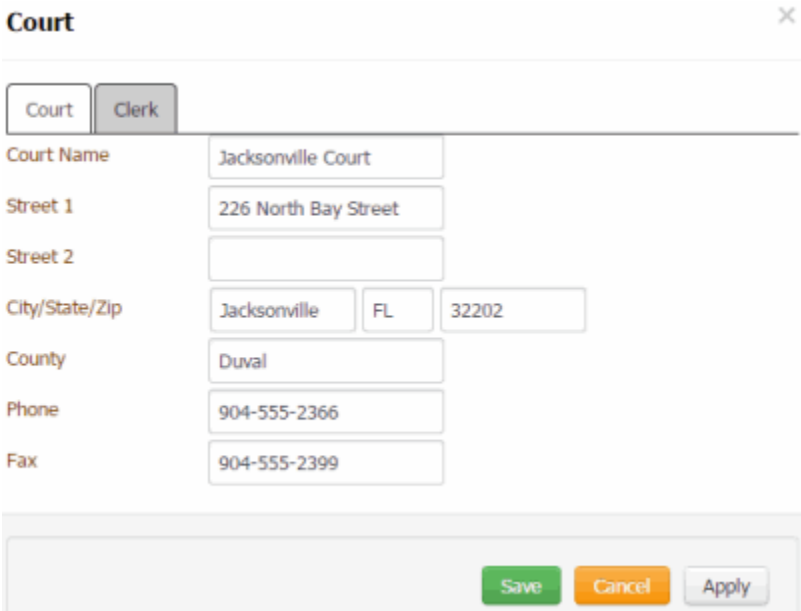 Court
×
Court Clerk
Court Name Jacksonville Court
Street 1 226 North Bay Street
Street 2
City/State/Zip Jacksonville FL 32202
County Duval
Phone 904-555-2366
Fax 904-555-2399
Save Cancel Apply